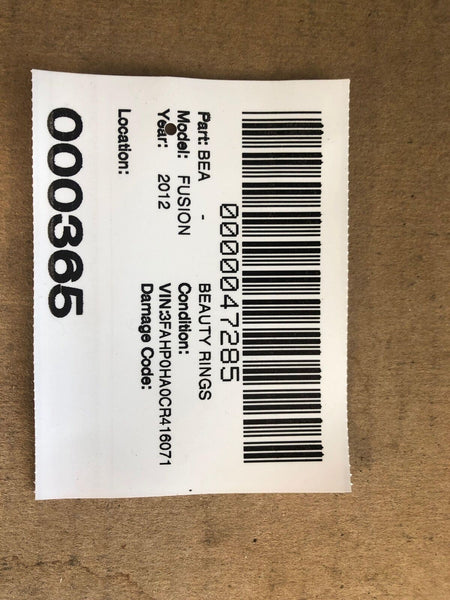 0000047285
Part: BEA - BEAUTY RINGS
Model: FUSION Condition:
Year: 2012 VIN:3FAHP0HA0CR416071
Damage Code:
Location:
000365